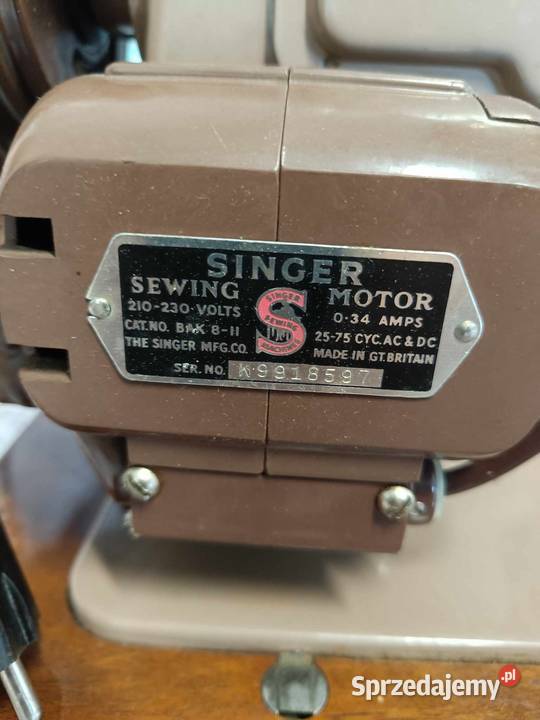 SINGER
SEWING MOTOR
210-230-VOLTS 0·34 AMPS
CAT. NO. BAK 8-11 25-75 CYC. AC & DC
THE SINGER MFG. CO. MADE IN GT. BRITAIN
SER. NO. K9918597
SINGER
SEWING
MACHINES
Sprzedajemy.pl